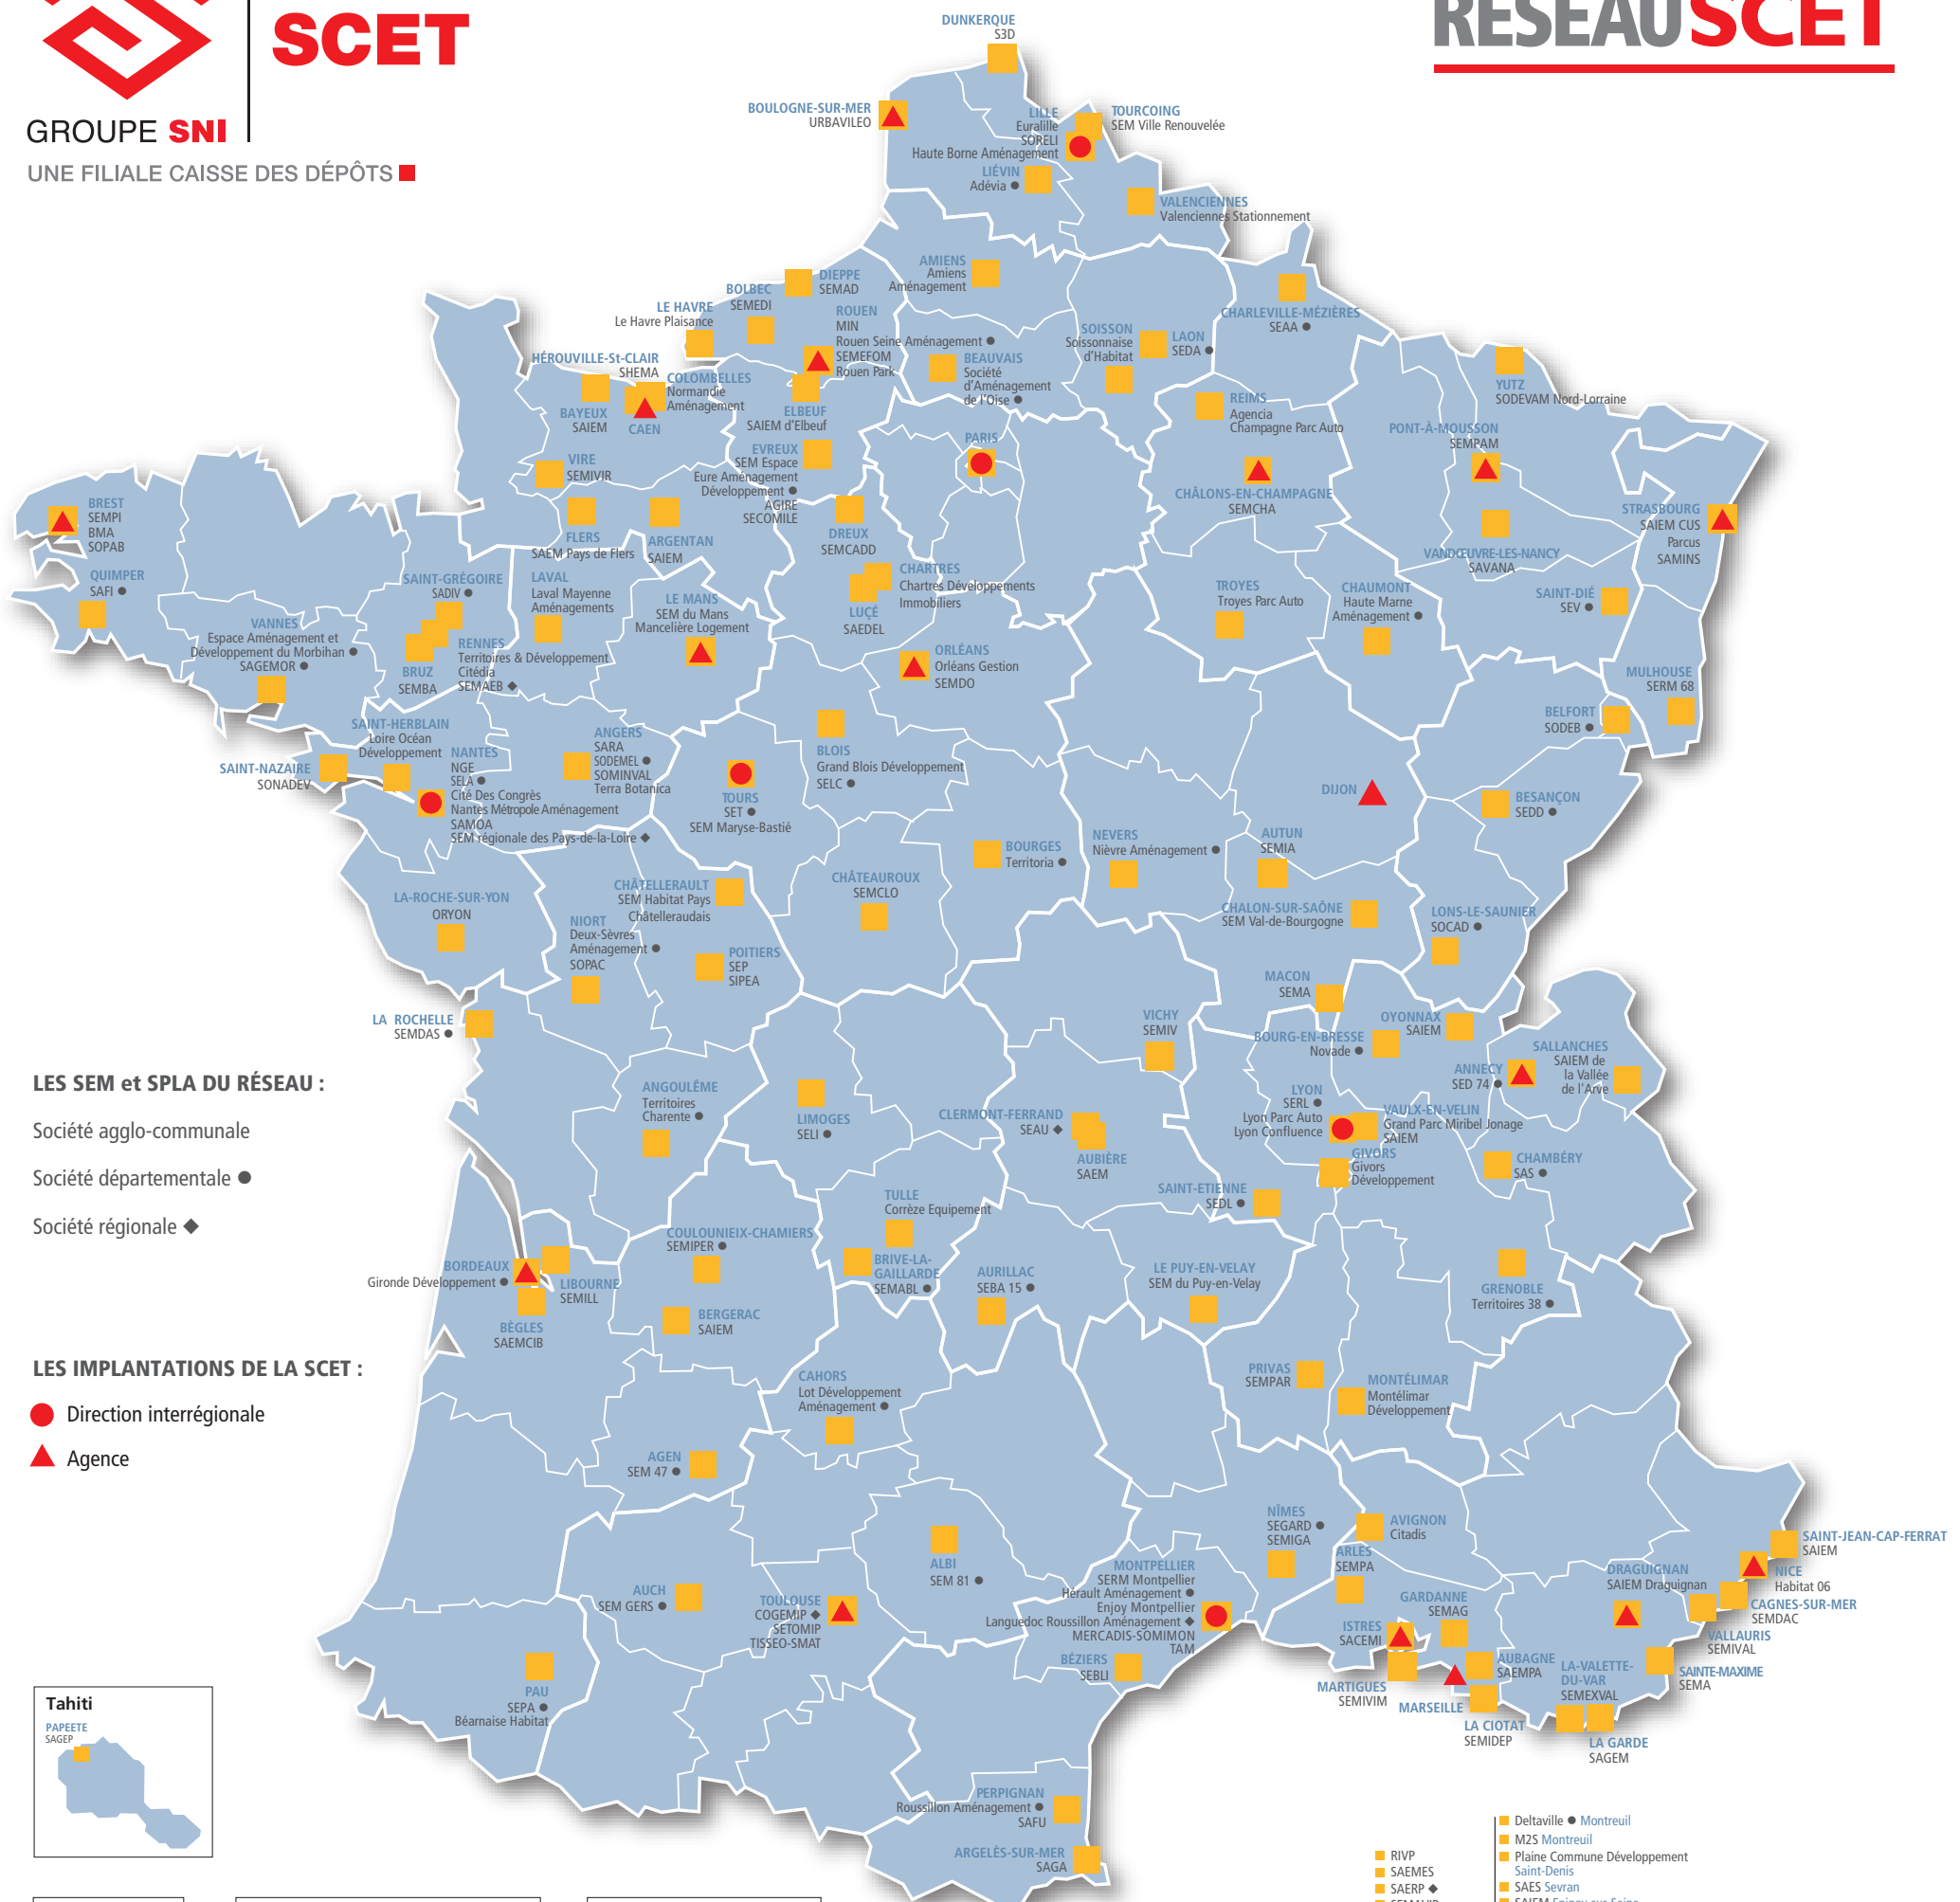 SCET
GROUPE SNI
UNE FILIALE CAISSE DES DÉPÔTS
RÉSEAUSCET
DUNKERQUE
S3D
BOULOGNE-SUR-MER
URBAVILEO
LILLE
Euralille
SORELI
Haute Borne Aménagement
TOURCOING
SEM Ville Renouvelée
LIÉVIN
Adévia ●
VALENCIENNES
Valenciennes Stationnement
AMIENS
Amiens
Aménagement
DIEPPE
SEMAD
BOLBEC
SEMEDI
LE HAVRE
Le Havre Plaisance
ROUEN
MIN
Rouen Seine Aménagement ●
SEMEFOM
Rouen Park
CHARLEVILLE-MÉZIÈRES
SEAA ●
SOISSON
Soissonnaise
d'Habitat
LAON
SEDA ●
HÉROUVILLE-St-CLAIR
SHEMA
COLOMBELLES
Normandie
Aménagement
BAYEUX
SAIEM
CAEN
ELBEUF
SAIEM d'Elbeuf
BEAUVAIS
Société
d'Aménagement
de l'Oise ●
REIMS
Agencia
Champagne Parc Auto
YUTZ
SODEVAM Nord-Lorraine
PONT-À-MOUSSON
SEMPAM
PARIS
EVREUX
SEM Espace
Eure Aménagement
Développement ●
AGIRE
SECOMILE
VIRE
SEMIVIR
CHÂLONS-EN-CHAMPAGNE
SEMCHA
BREST
SEMPI
BMA
SOPAB
STRASBOURG
SAIEM CUS
Parcus
SAMINS
FLERS
SAEM Pays de Flers
ARGENTAN
SAIEM
DREUX
SEMCADD
VANDŒUVRE-LES-NANCY
SAVANA
QUIMPER
SAFI ●
SAINT-GRÉGOIRE
SADIV ●
LAVAL
Laval Mayenne
Aménagements
LE MANS
SEM du Mans
Mancelière Logement
CHARTRES
Chartres Développements
Immobiliers
LUÇÉ
SAEDEL
TROYES
Troyes Parc Auto
CHAUMONT
Haute Marne
Aménagement ●
SAINT-DIÉ
SEV ●
VANNES
Espace Aménagement et
Développement du Morbihan ●
SAGEMOR ●
RENNES
Territoires & Développement
Citédia
SEMAEB ◆
BRUZ
SEMBA
ORLÉANS
Orléans Gestion
SEMDO
MULHOUSE
SERM 68
BELFORT
SODEB ●
SAINT-HERBLAIN
Loire Océan
Développement
SAINT-NAZAIRE
SONADEV
NANTES
NGE
SELA ●
Cité Des Congrès
Nantes Métropole Aménagement
SAMOA
SEM régionale des Pays-de-la-Loire ◆
ANGERS
SARA
SODEMEL ●
SOMINVAL
Terra Botanica
TOURS
SET ●
SEM Maryse-Bastié
BLOIS
Grand Blois Développement
SELC ●
DIJON
BESANÇON
SEDD ●
BOURGES
Territoria ●
NEVERS
Nièvre Aménagement ●
AUTUN
SEMIA
CHÂTEAUROUX
SEMCLO
CHÂTELLERAULT
SEM Habitat Pays
Châtelleraudais
LA-ROCHE-SUR-YON
ORYON
NIORT
Deux-Sèvres
Aménagement ●
SOPAC
POITIERS
SEP
SIPEA
CHALON-SUR-SAÔNE
SEM Val-de-Bourgogne
LONS-LE-SAUNIER
SOCAD ●
MACON
SEMA
LA ROCHELLE
SEMDAS ●
VICHY
SEMIV
BOURG-EN-BRESSE
Novade ●
OYONNAX
SAIEM
SALLANCHES
SAIEM de
la Vallée
de l'Arve
ANNECY
SED 74 ●
LES SEM et SPLA DU RÉSEAU :
Société agglo-communale
Société départementale ●
Société régionale ◆
ANGOULÊME
Territoires
Charente ●
LIMOGES
SELI ●
CLERMONT-FERRAND
SEAU ◆
AUBIÈRE
SAEM
LYON
SERL ●
Lyon Parc Auto
Lyon Confluence
VAULX-EN-VELIN
Grand Parc Miribel Jonage
SAIEM
GIVORS
Givors
Développement
CHAMBÉRY
SAS ●
SAINT-ETIENNE
SEDL ●
TULLE
Corrèze Equipement
COULOUNIEIX-CHAMIERS
SEMIPER ●
BRIVE-LA-
GAILLARDE
SEMABL ●
AURILLAC
SEBA 15 ●
LE PUY-EN-VELAY
SEM du Puy-en-Velay
GRENOBLE
Territoires 38 ●
BORDEAUX
Gironde Développement ●
LIBOURNE
SEMILL
BÈGLES
SAEMCIB
BERGERAC
SAIEM
LES IMPLANTATIONS DE LA SCET :
Direction interrégionale
Agence
CAHORS
Lot Développement
Aménagement ●
PRIVAS
SEMPAR
MONTÉLIMAR
Montélimar
Développement
AGEN
SEM 47 ●
NÎMES
SEGARD ●
SEMIGA
AVIGNON
Citadis
ARLES
SEMPA
ALBI
SEM 81 ●
AUCH
SEM GERS ●
TOULOUSE
COGEMIP ◆
SETOMIP
TISSEO-SMAT
MONTPELLIER
SERM Montpellier
Hérault Aménagement ●
Enjoy Montpellier
Languedoc Roussillon Aménagement ◆
MERCADIS-SOMIMON
TAM
BÉZIERS
SEBLI
SAINT-JEAN-CAP-FERRAT
SAIEM
NICE
Habitat 06
DRAGUIGNAN
SAIEM Draguignan
CAGNES-SUR-MER
SEMDAC
VALLAURIS
SEMIVAL
SAINTE-MAXIME
SEMA
GARDANNE
SEMAG
ISTRES
SACEMI
MARTIGUES
SEMIVIM
AUBAGNE
SAEMPA
MARSEILLE
LA CIOTAT
SEMIDEP
LA-VALETTE-
DU-VAR
SEMEXVAL
LA GARDE
SAGEM
PAU
SEPA ●
Béarnaise Habitat
Tahiti
PAPEETE
SAGEP
PERPIGNAN
Roussillon Aménagement ●
SAFU
ARGELÈS-SUR-MER
SAGA
RIVP
SAEMES
SAERP ◆
SEMAVIP
Deltaville ● Montreuil
M2S Montreuil
Plaine Commune Développement
Saint-Denis
SAES Sevran
SAIEM Epinay-sur-Seine